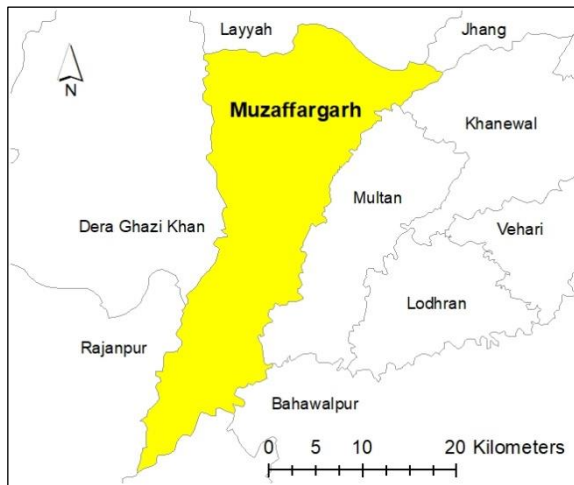 Layyah
Jhang
N
Muzaffargarh
Khanewal
Multan
Dera Ghazi Khan
Vehari
Lodhran
Rajanpur
Bahawalpur
0 5 10 20 Kilometers